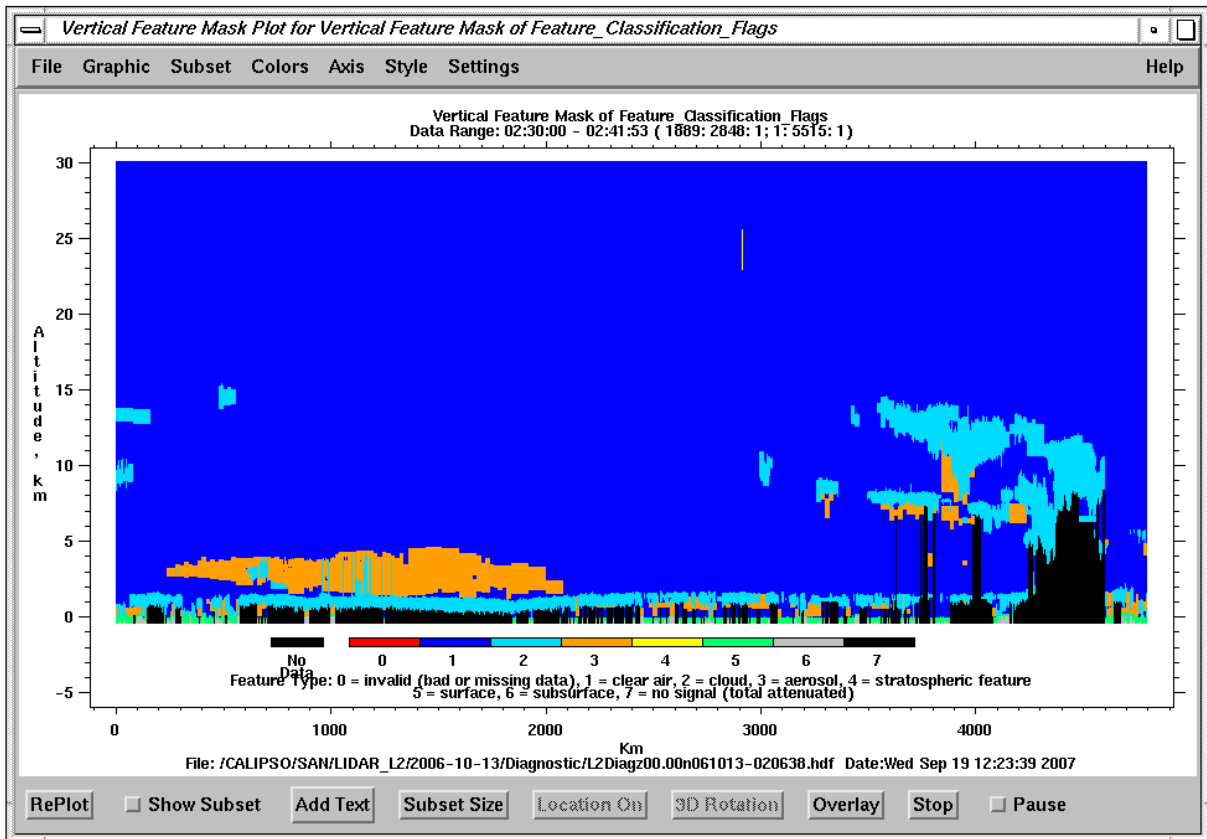 Vertical Feature Mask Plot for Vertical Feature Mask of Feature_Classification_Flags
File Graphic Subset Colors Axis Style Settings Help
Vertical Feature Mask of Feature_Classification_Flags
Data Range: 02:30:00 - 02:41:53 ( 1889: 2848: 1; 1: 5515: 1 )
30
25
20
15
10
5
0
-5
Altitude, km
No Data 0 1 2 3 4 5 6 7
Feature Type: 0 = invalid (bad or missing data), 1 = clear air, 2 = cloud, 3 = aerosol, 4 = stratospheric feature
5 = surface, 6 = subsurface, 7 = no signal (total attenuated)
0 1000 2000 3000 4000
Km
File: /CALIPSO/SAN/LIDAR_L2/2006-10-13/Diagnostic/L2Diagz00.00n061013-020638.hdf Date:Wed Sep 19 12:23:39 2007
RePlot Show Subset Add Text Subset Size Location On 3D Rotation Overlay Stop Pause